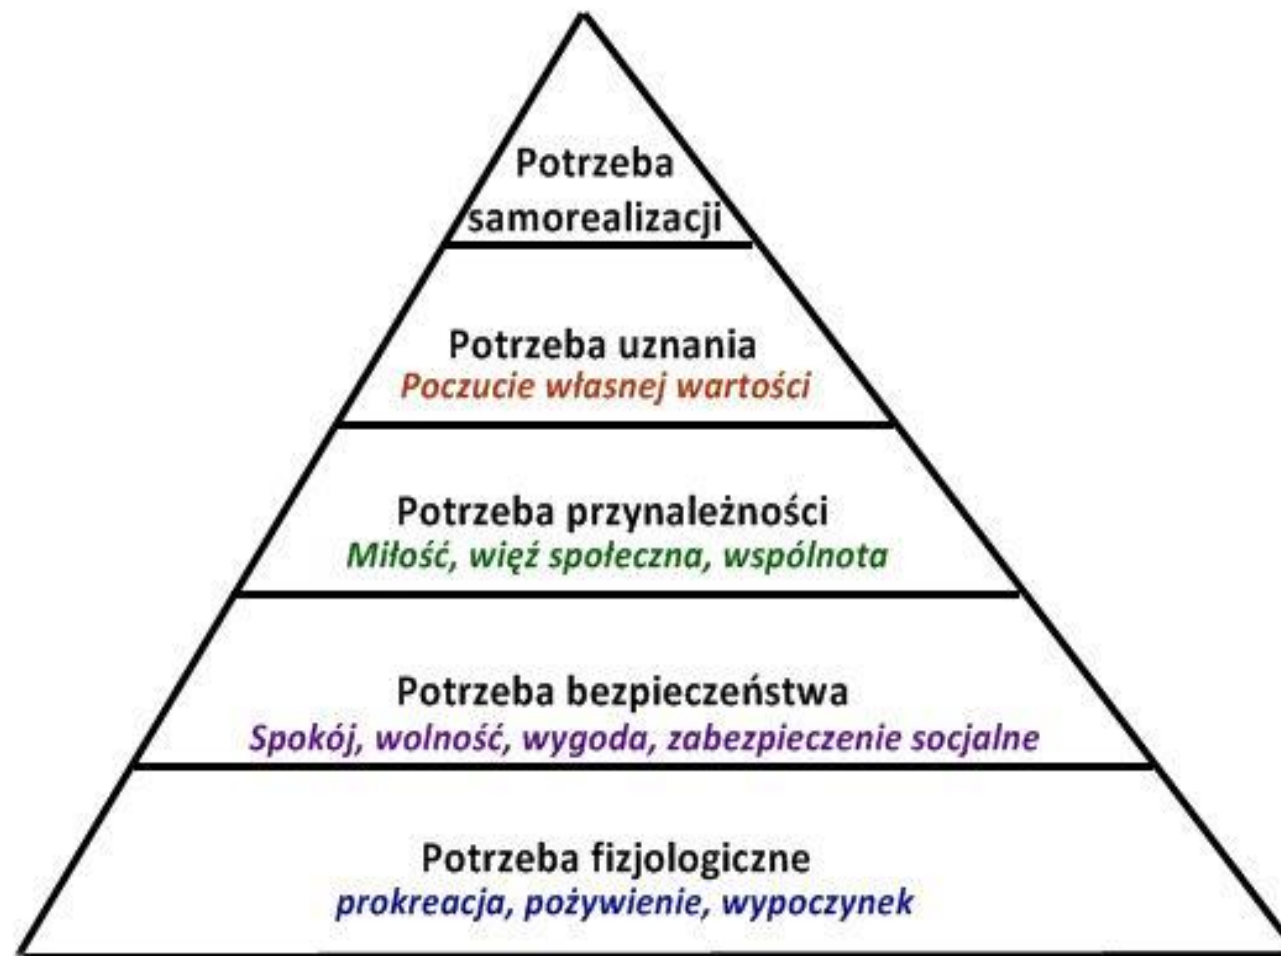 Potrzeba
samorealizacji
Potrzeba uznania
Poczucie własnej wartości
Potrzeba przynależności
Miłość, więź społeczna, wspólnota
Potrzeba bezpieczeństwa
Spokój, wolność, wygoda, zabezpieczenie socjalne
Potrzeba fizjologiczne
prokreacja, pożywienie, wypoczynek